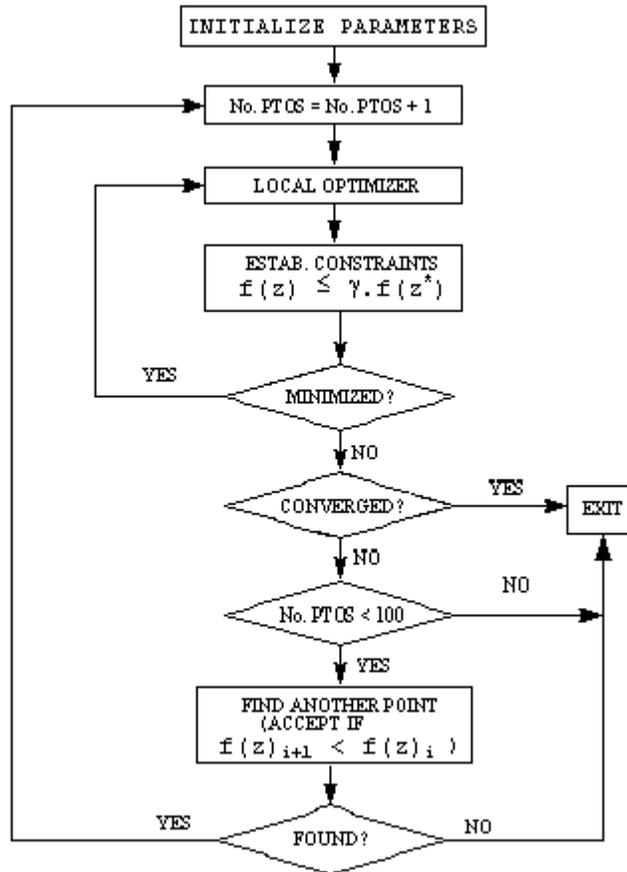 INITIALIZE PARAMETERS
No. PTOS = No. PTOS + 1
LOCAL OPTIMIZER
ESTAB. CONSTRAINTS
f(z) ≤ γ.f(z*)
YES
MINIMIZED?
NO
CONVERGED?
YES
EXIT
NO
No. PTOS < 100
NO
YES
FIND ANOTHER POINT
(ACCEPT IF
f(z)i+1 < f(z)i )
YES
FOUND?
NO